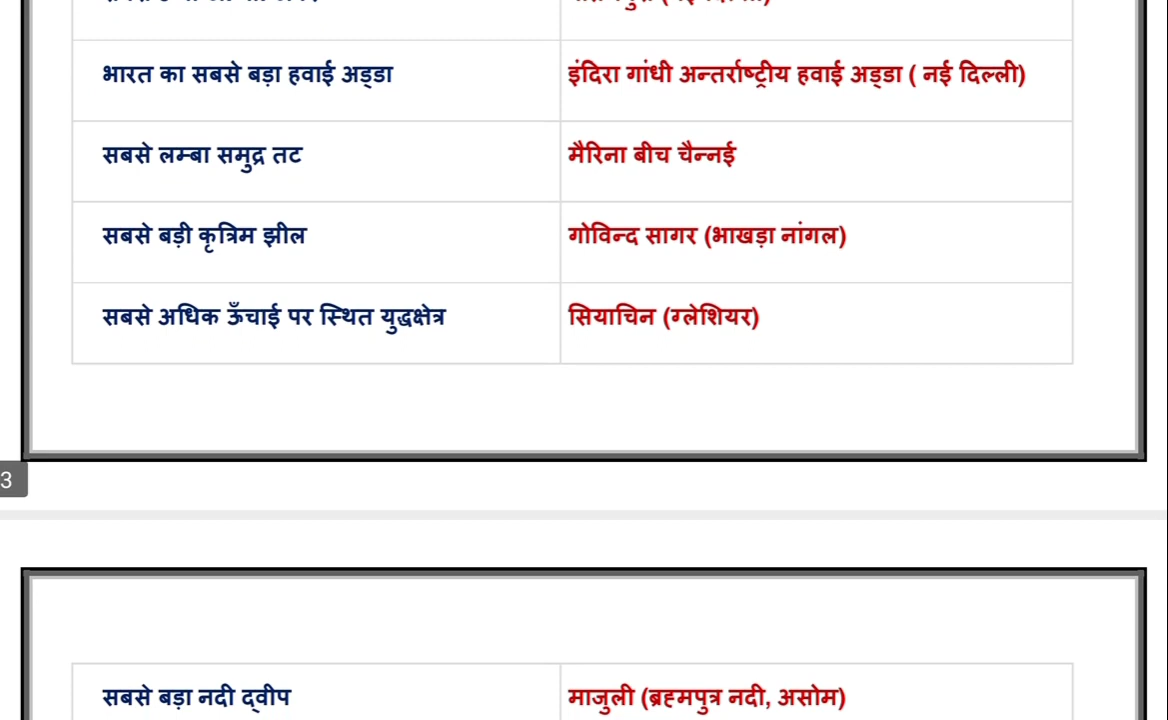 भारत का सबसे बड़ा हवाई अड्डा
इंदिरा गांधी अन्तर्राष्ट्रीय हवाई अड्डा ( नई दिल्ली)
सबसे लम्बा समुद्र तट
मैरिना बीच चैन्नई
सबसे बड़ी कृत्रिम झील
गोविन्द सागर (भाखड़ा नांगल)
सबसे अधिक ऊँचाई पर स्थित युद्धक्षेत्र
सियाचिन (ग्लेशियर)
3
सबसे बड़ा नदी द्वीप
माजुली (ब्रह्मपुत्र नदी, असोम)